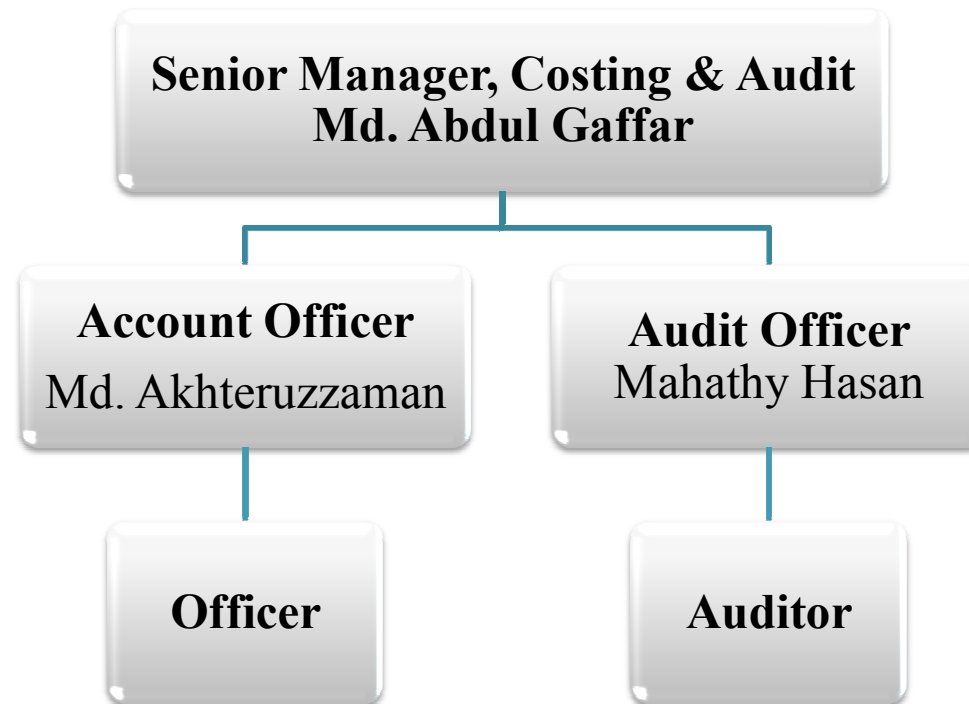 Senior Manager, Costing & Audit
Md. Abdul Gaffar
Account Officer
Md. Akhteruzzaman
Audit Officer
Mahathy Hasan
Officer
Auditor